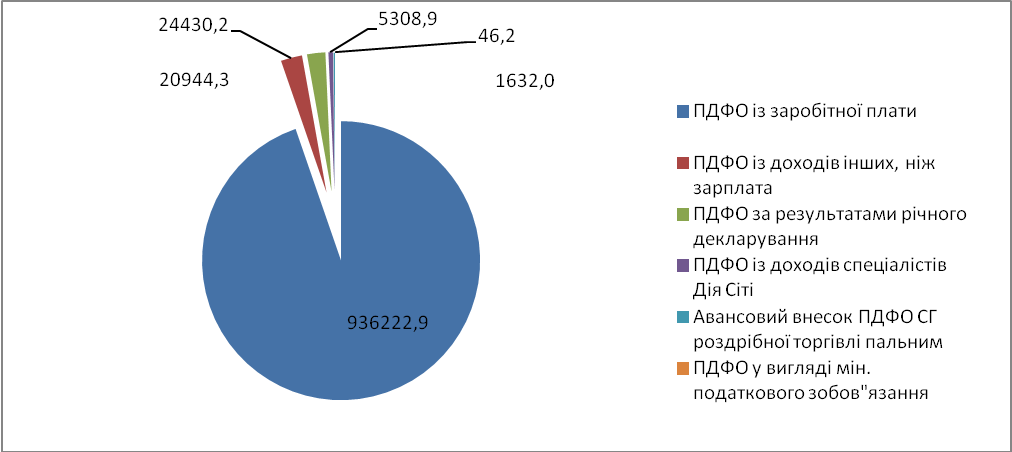 24430,2
5308,9
46,2
20944,3
1632,0
936222,9
ПДФО із заробітної плати
ПДФО із доходів інших, ніж
зарплата
ПДФО за результатами річного
декларування
ПДФО із доходів спеціалістів
Дія Сіті
Авансовий внесок ПДФО СГ
роздрібної торгівлі пальним
ПДФО у вигляді мін.
податкового зобов"язання